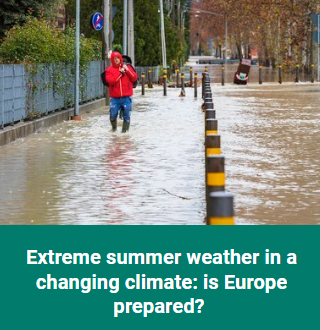 Extreme summer weather in a
changing climate: is Europe
prepared?